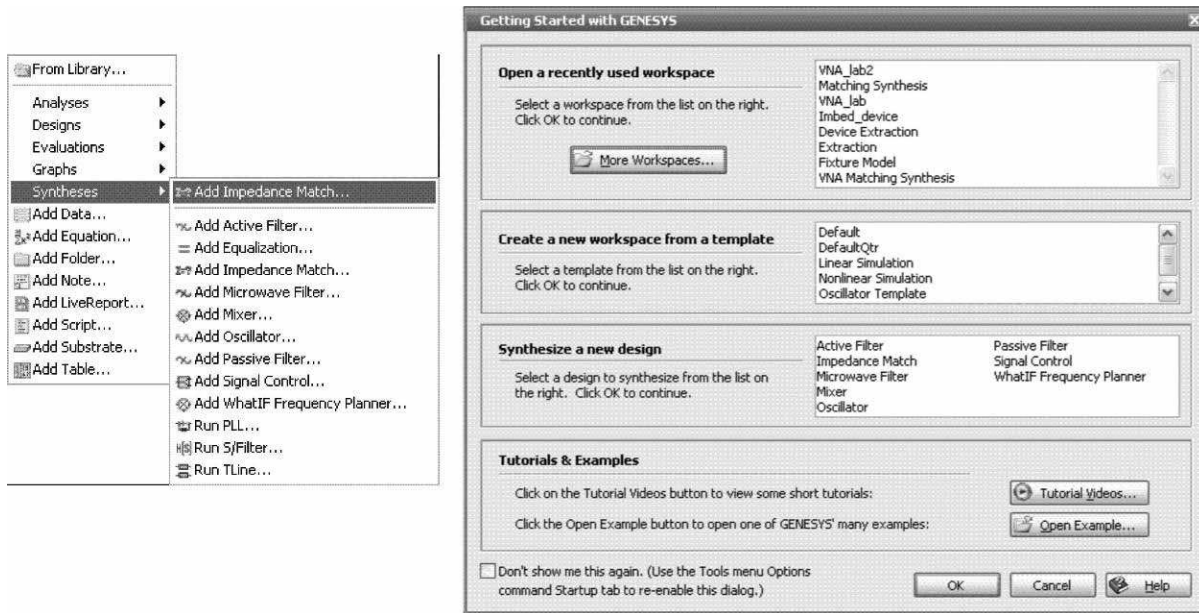 From Library...
Analyses
Designs
Evaluations
Graphs
Syntheses
Add Data...
Add Equation...
Add Folder...
Add Note...
Add LiveReport...
Add Script...
Add Substrate...
Add Table...
Add Impedance Match...
Add Active Filter...
Add Equalization...
Add Impedance Match...
Add Microwave Filter...
Add Mixer...
Add Oscillator...
Add Passive Filter...
Add Signal Control...
Add WhatIF Frequency Planner...
Run PLL...
Run S/Filter...
Run TLine...
Getting Started with GENESYS
Open a recently used workspace
Select a workspace from the list on the right.
Click OK to continue.
More Workspaces...
VNA_lab2
Matching Synthesis
VNA_lab
Imbed_device
Device Extraction
Extraction
Fixture Model
VNA Matching Synthesis
Create a new workspace from a template
Select a template from the list on the right.
Click OK to continue.
Default
DefaultQtr
Linear Simulation
Nonlinear Simulation
Oscillator Template
Synthesize a new design
Select a design to synthesize from the list on
the right. Click OK to continue.
Active Filter
Impedance Match
Microwave Filter
Mixer
Oscillator
Passive Filter
Signal Control
WhatIF Frequency Planner
Tutorials & Examples
Click on the Tutorial Videos button to view some short tutorials:
Tutorial Videos...
Click the Open Example button to open one of GENESYS' many examples:
Open Example...
Don't show me this again. (Use the Tools menu Options
command Startup tab to re-enable this dialog.)
OK
Cancel
Help